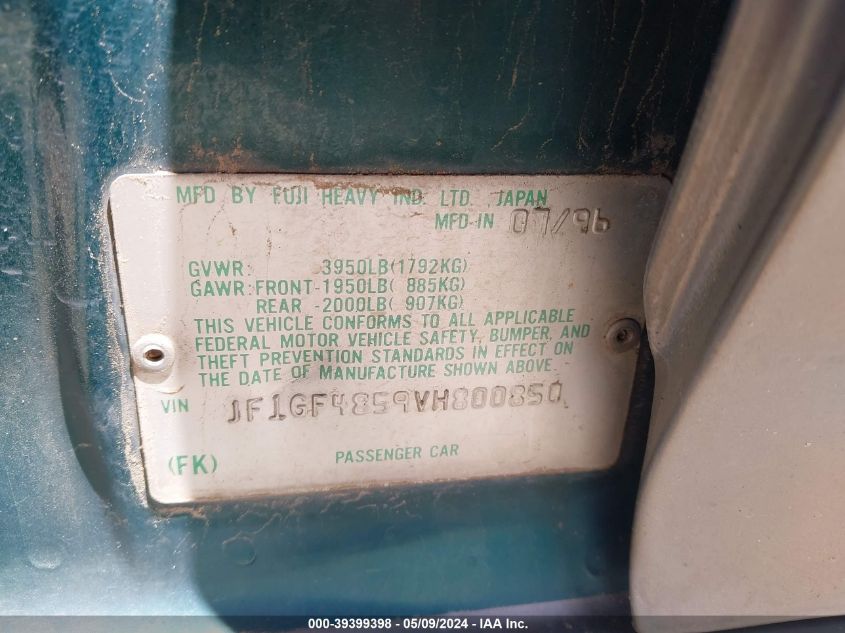 MFD BY FUJI HEAVY IND. LTD. JAPAN
MFD-IN 07/96
GVWR: 3950LB(1792KG)
GAWR:FRONT-1950LB( 885KG)
REAR -2000LB( 907KG)
THIS VEHICLE CONFORMS TO ALL APPLICABLE
FEDERAL MOTOR VEHICLE SAFETY, BUMPER, AND
THEFT PREVENTION STANDARDS IN EFFECT ON
THE DATE OF MANUFACTURE SHOWN ABOVE.
VIN JF1GF4859VH800850
(FK) PASSENGER CAR
000-39399398 - 05/09/2024 - IAA Inc.